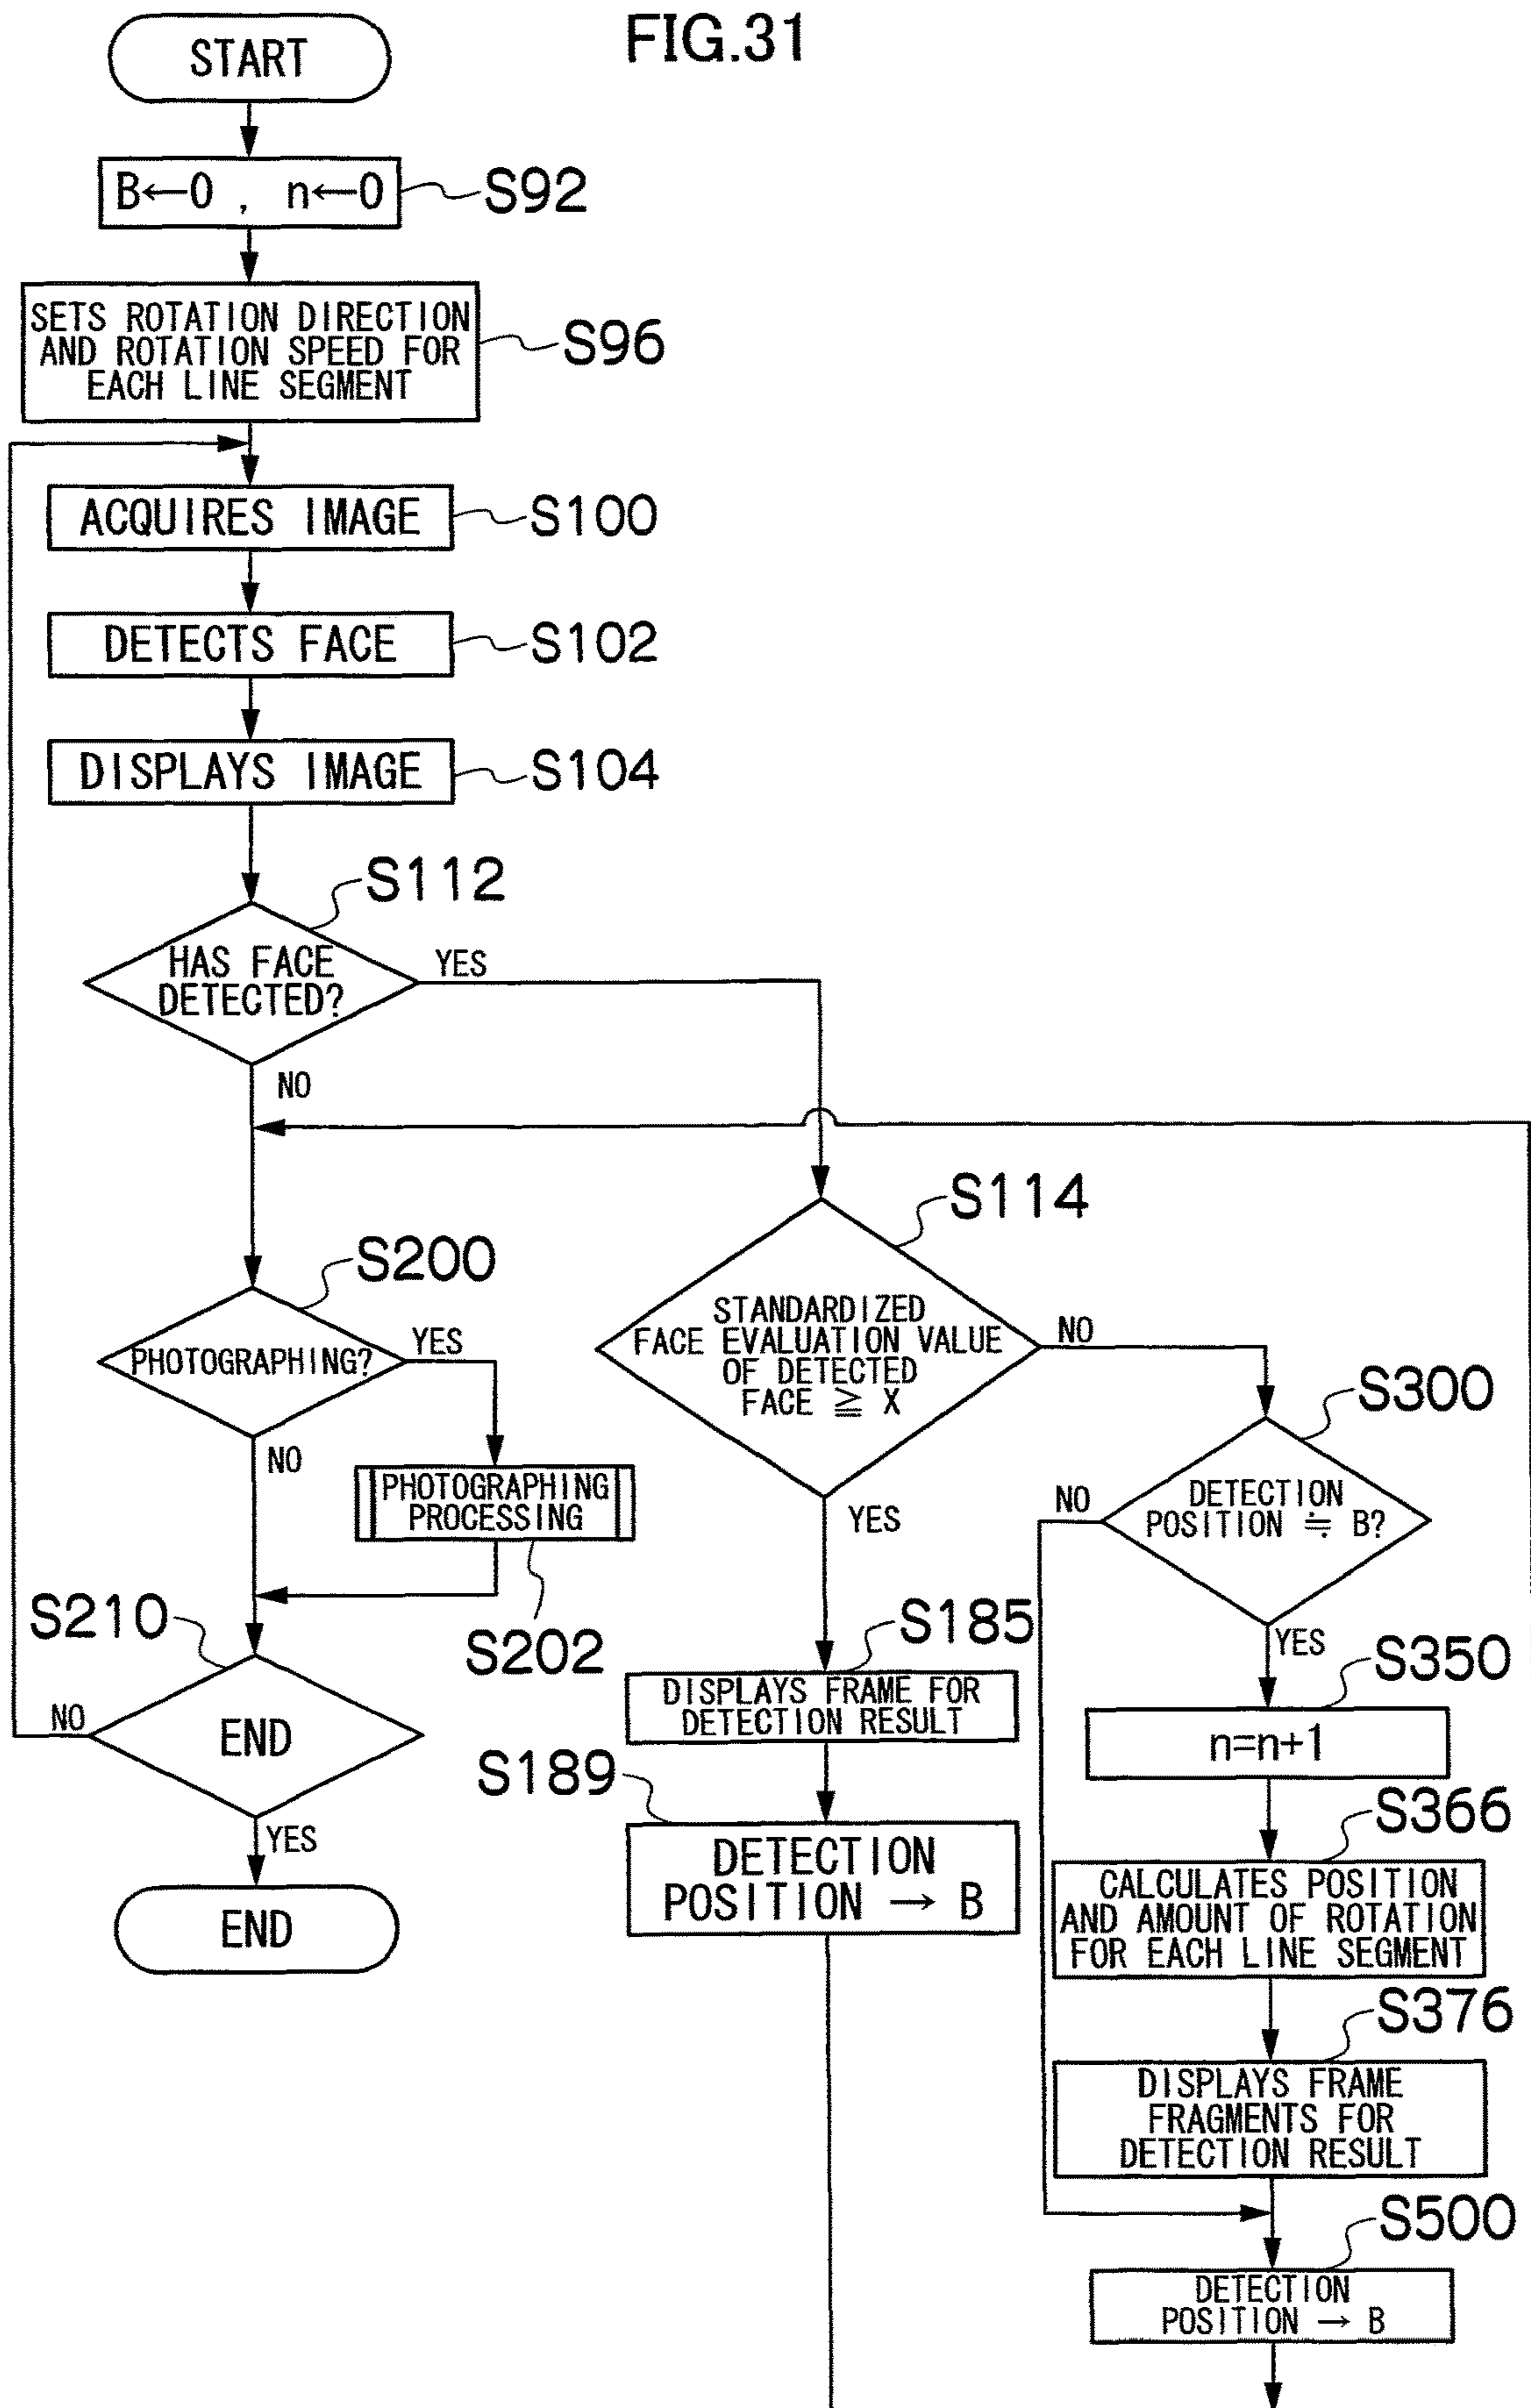 FIG.31
START
B←0 , n←0
S92
SETS ROTATION DIRECTION
AND ROTATION SPEED FOR
EACH LINE SEGMENT
S96
ACQUIRES IMAGE
S100
DETECTS FACE
S102
DISPLAYS IMAGE
S104
S112
HAS FACE
DETECTED?
YES
NO
S114
STANDARDIZED
FACE EVALUATION VALUE
OF DETECTED
FACE ≧ X
NO
YES
S200
PHOTOGRAPHING?
YES
NO
PHOTOGRAPHING
PROCESSING
S202
S210
END
NO
YES
END
S300
DETECTION
POSITION ≒ B?
NO
YES
S185
DISPLAYS FRAME FOR
DETECTION RESULT
S189
DETECTION
POSITION → B
S350
n=n+1
S366
CALCULATES POSITION
AND AMOUNT OF ROTATION
FOR EACH LINE SEGMENT
S376
DISPLAYS FRAME
FRAGMENTS FOR
DETECTION RESULT
S500
DETECTION
POSITION → B